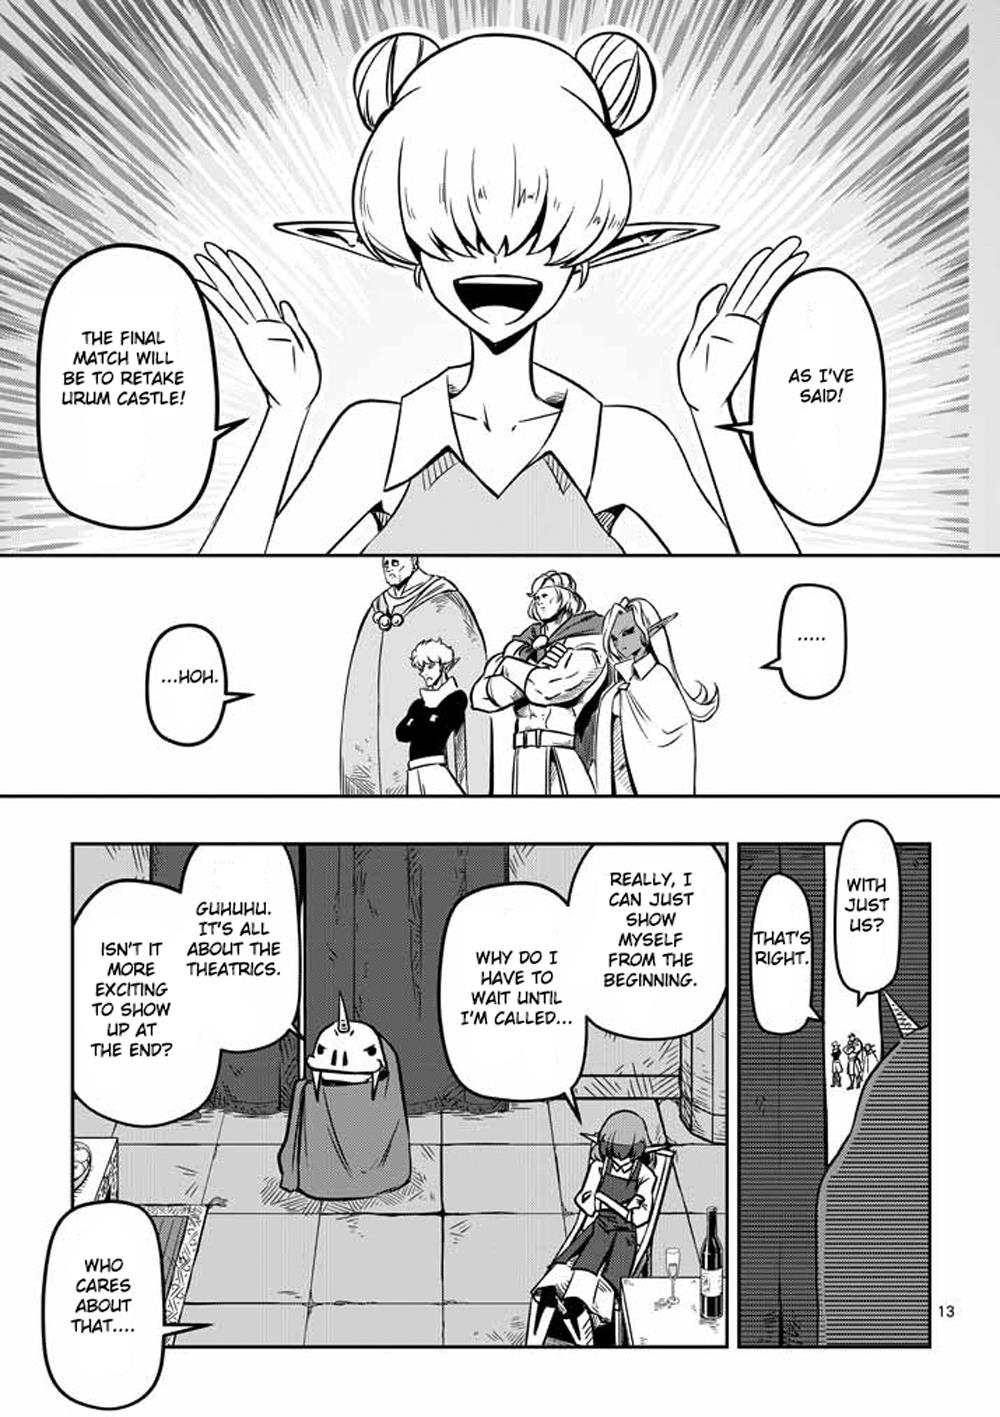 AS I'VE
SAID!
THE FINAL
MATCH WILL
BE TO RETAKE
URUM CASTLE!
.....
...HOH.
WITH
JUST
US?
THAT'S
RIGHT.
REALLY, I
CAN JUST
SHOW
MYSELF
FROM THE
BEGINNING.
WHY DO I
HAVE TO
WAIT UNTIL
I'M CALLED...
GUHUHU.
IT'S ALL
ABOUT THE
THEATRICS.
ISN'T IT
MORE
EXCITING
TO SHOW
UP AT
THE END?
WHO
CARES
ABOUT
THAT....
13